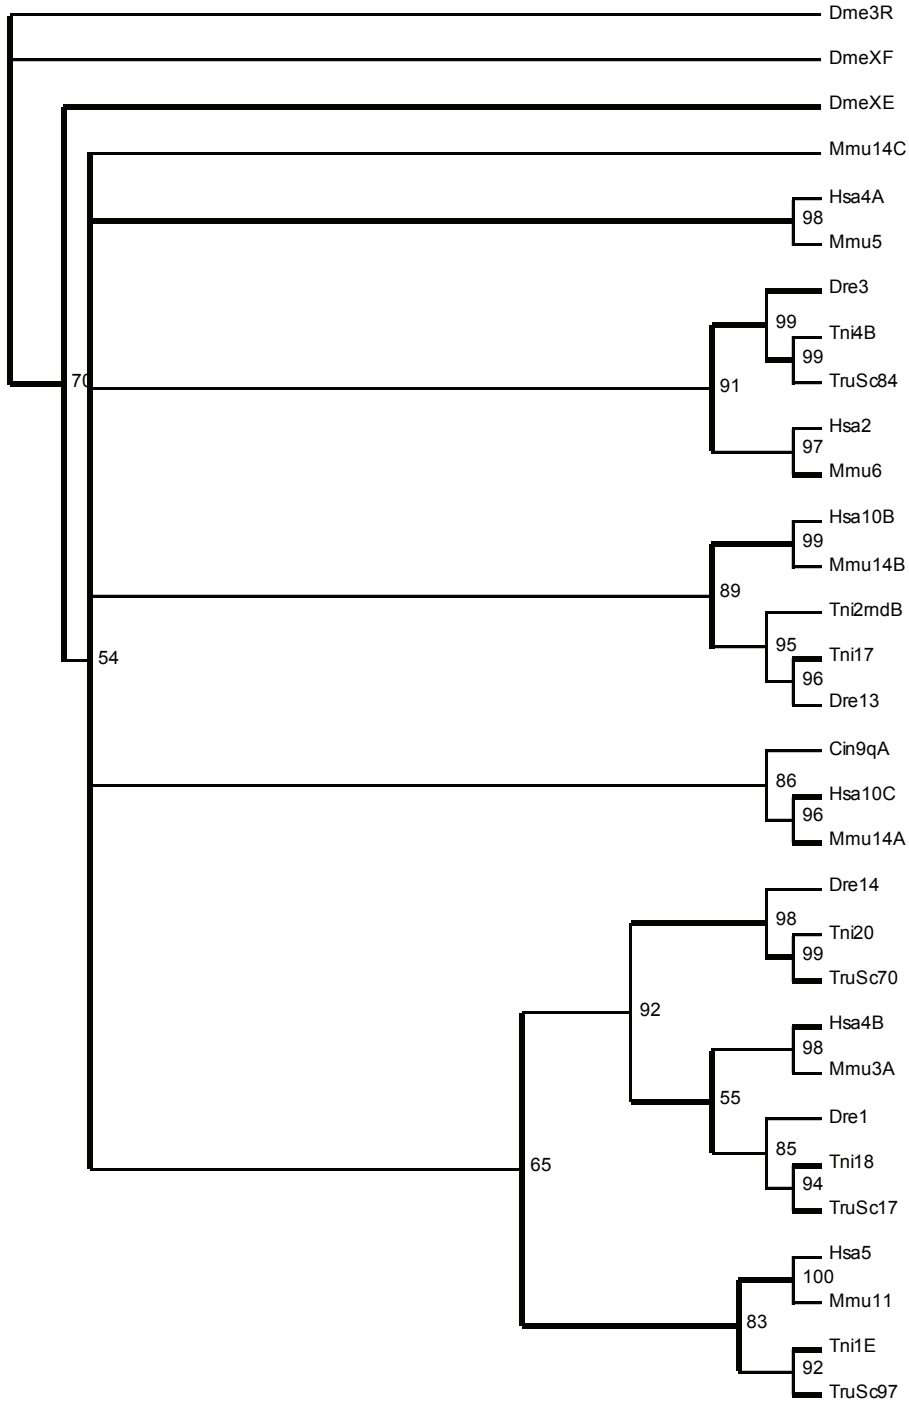 Dme3R
DmeXF
DmeXE
Mmu14C
Hsa4A
98
Mmu5
Dre3
99
Tni4B
99
TruSc84
70
91
Hsa2
97
Mmu6
Hsa10B
99
Mmu14B
89
Tni2rndB
95
Tni17
54
96
Dre13
Cin9qA
86
Hsa10C
96
Mmu14A
Dre14
98
Tni20
99
TruSc70
92
Hsa4B
98
Mmu3A
55
Dre1
85
Tni18
65
94
TruSc17
Hsa5
100
Mmu11
83
Tni1E
92
TruSc97